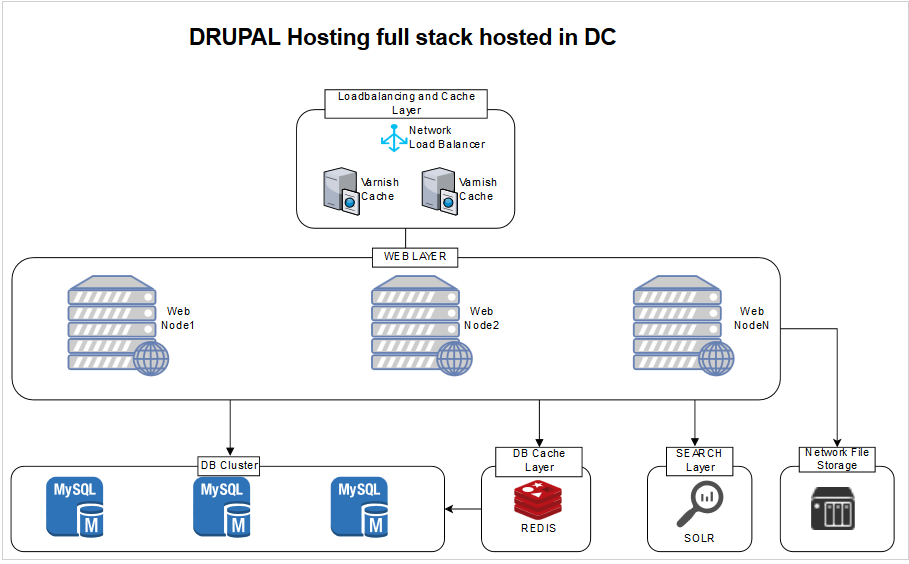 DRUPAL Hosting full stack hosted in DC
Loadbalancing and Cache
Layer
Network
Load Balancer
Varnish
Cache
Varnish
Cache
WEB LAYER
Web
Node1
Web
Node2
Web
NodeN
DB Cluster
DB Cache
Layer
SEARCH
Layer
Network File
Storage
MySQL
M
MySQL
M
MySQL
M
REDIS
SOLR